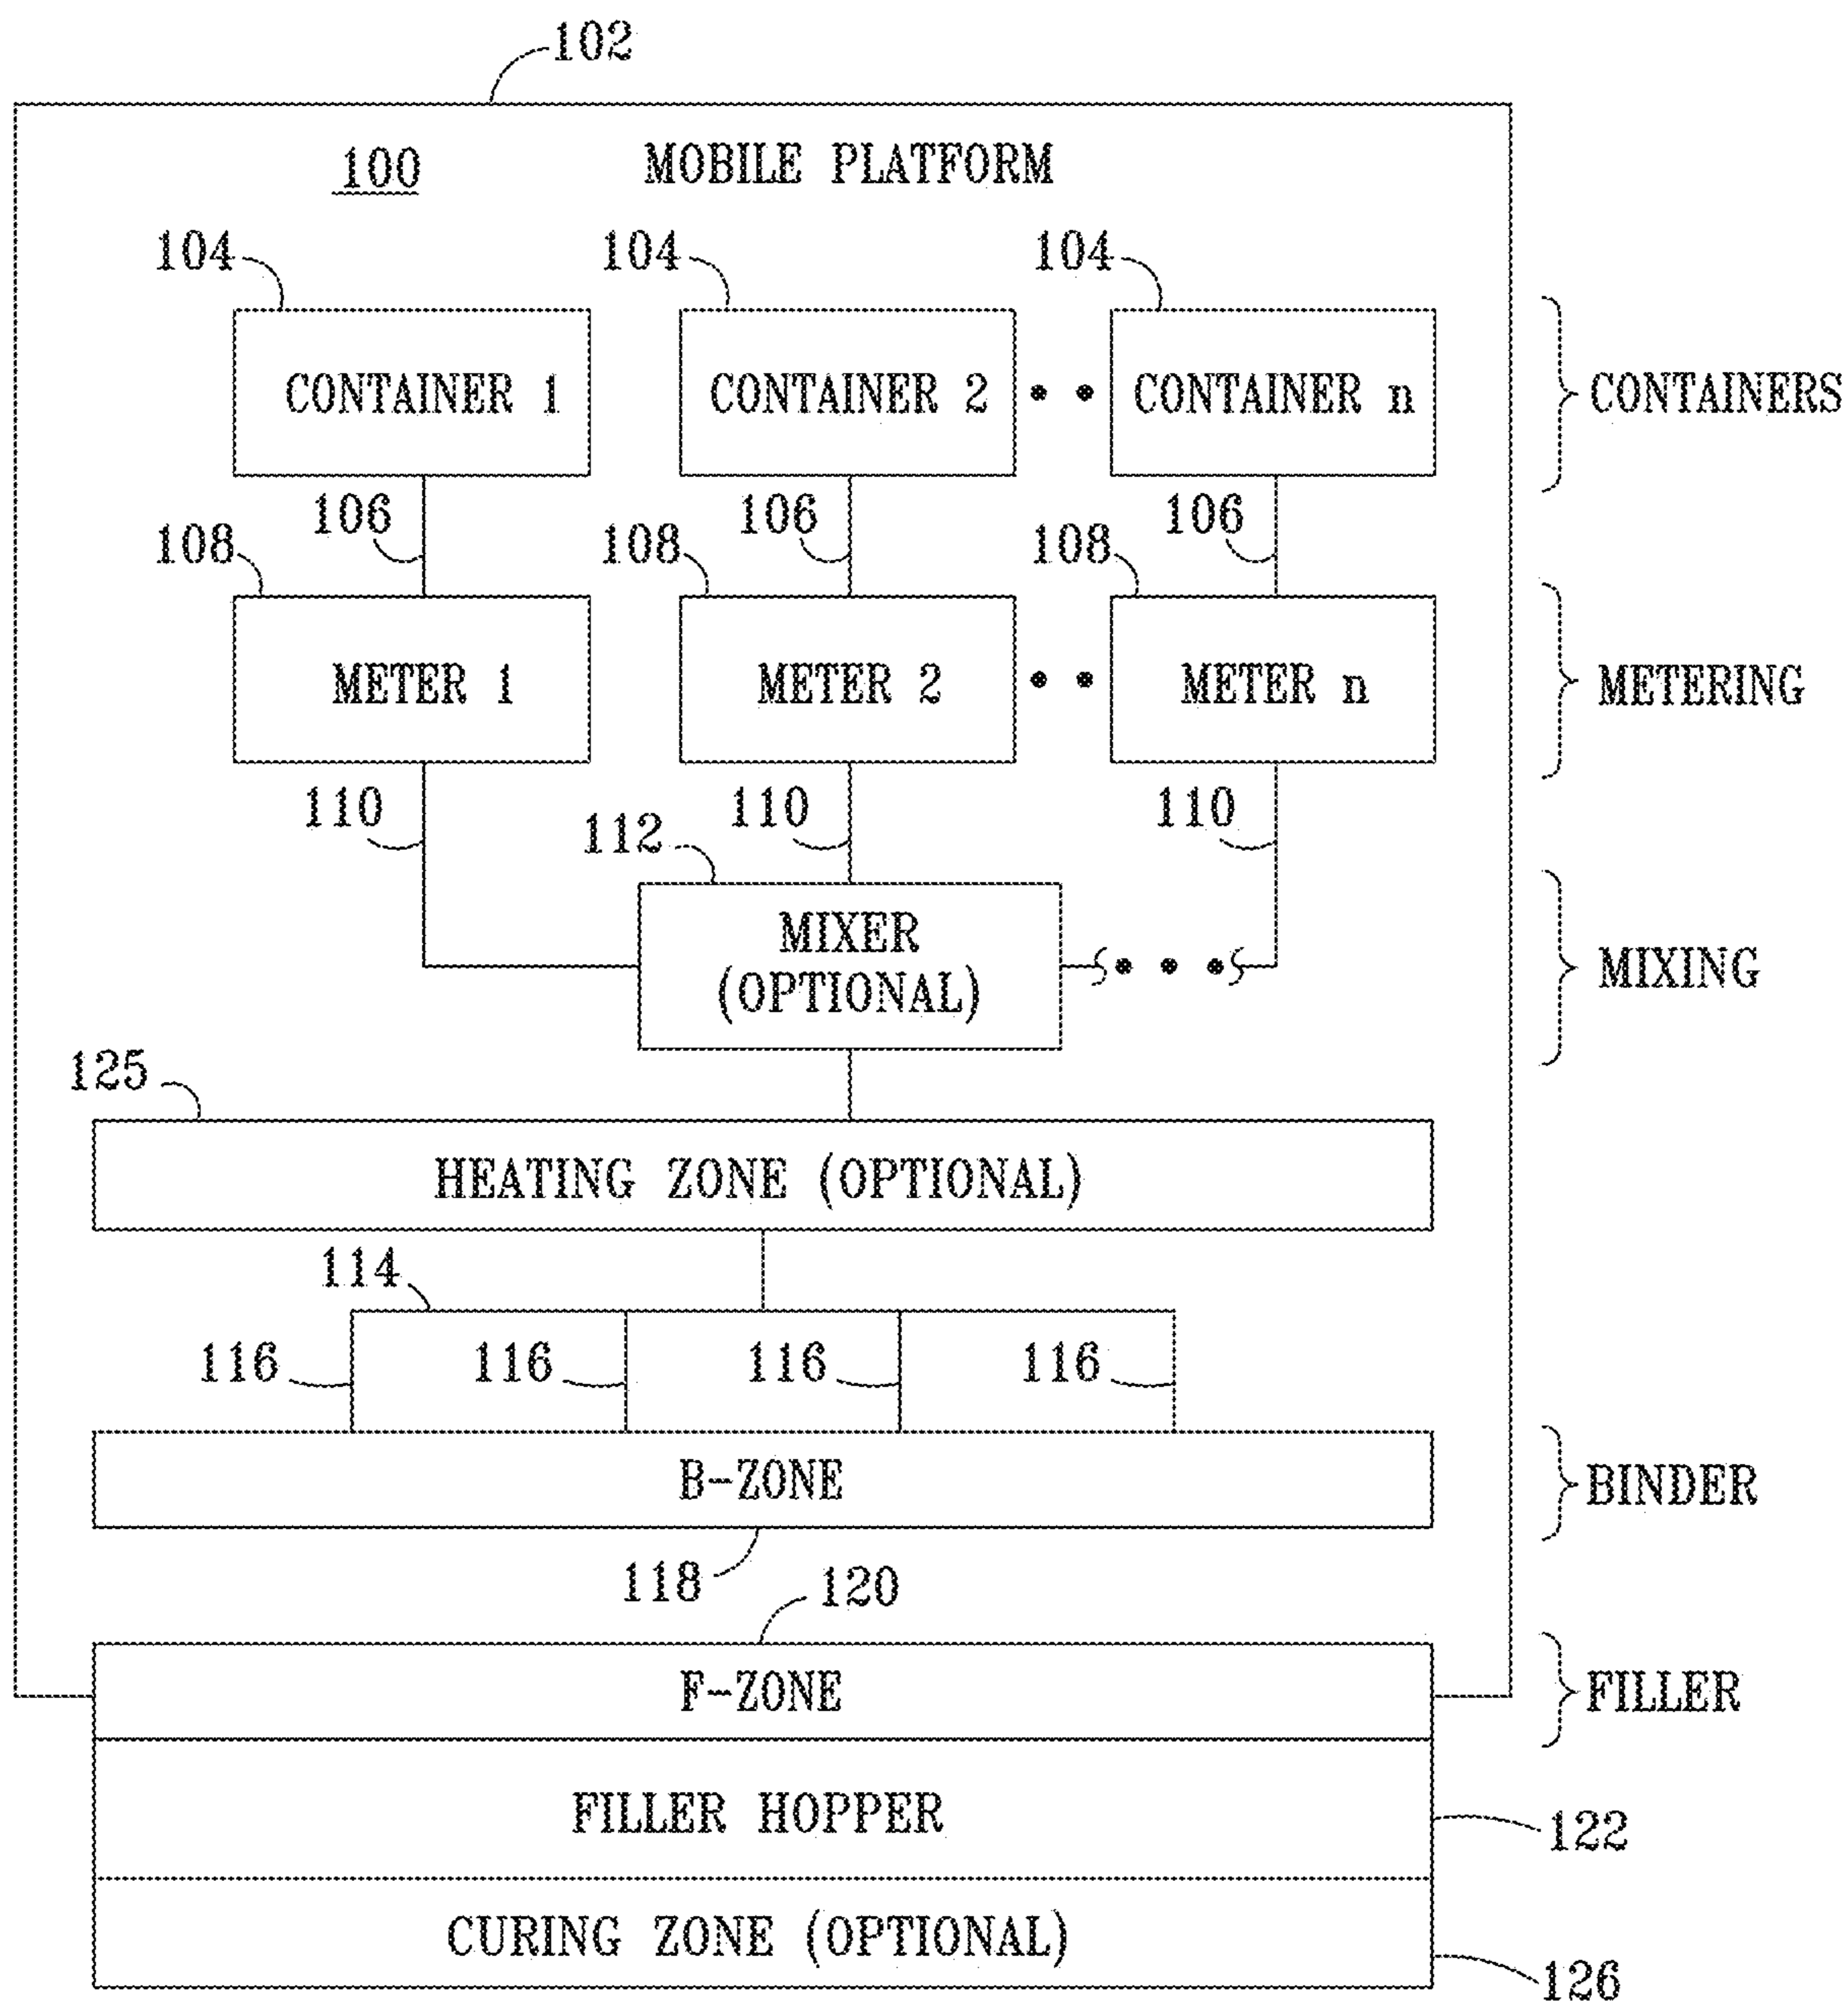 102
100 MOBILE PLATFORM
104 104 104
CONTAINER 1 CONTAINER 2 CONTAINER n CONTAINERS
106 106 106
108 108 108
METER 1 METER 2 METER n METERING
110 110 110
112
MIXER
(OPTIONAL)
MIXING
125
HEATING ZONE (OPTIONAL)
114
116 116 116 116
B-ZONE BINDER
118
120
F-ZONE FILLER
FILLER HOPPER
122
CURING ZONE (OPTIONAL)
126